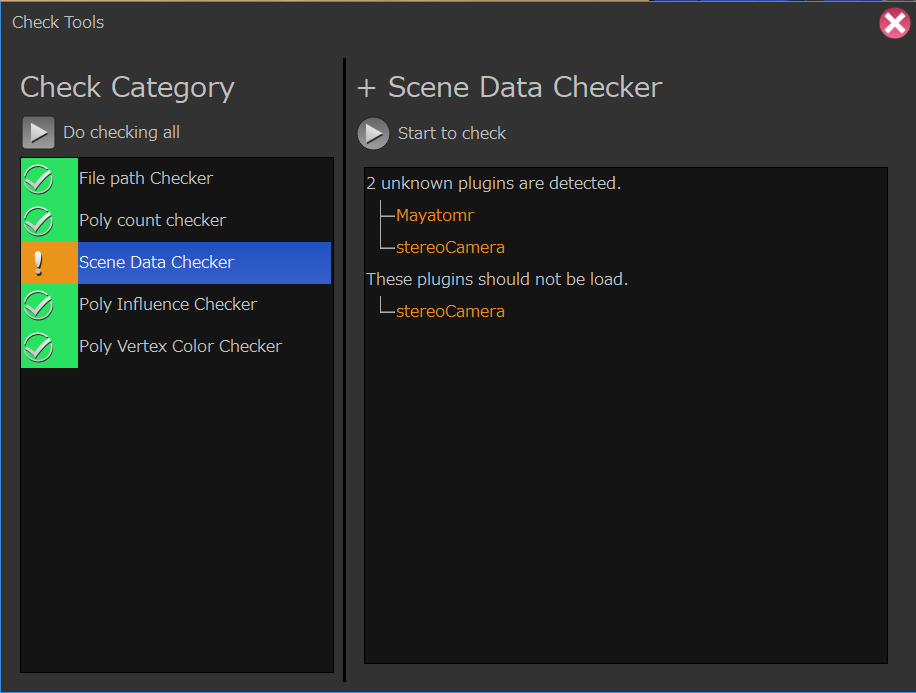 Check Tools
Check Category
Do checking all
File path Checker
Poly count checker
Scene Data Checker
Poly Influence Checker
Poly Vertex Color Checker
+ Scene Data Checker
Start to check
2 unknown plugins are detected.
Mayatomr
stereoCamera
These plugins should not be load.
stereoCamera